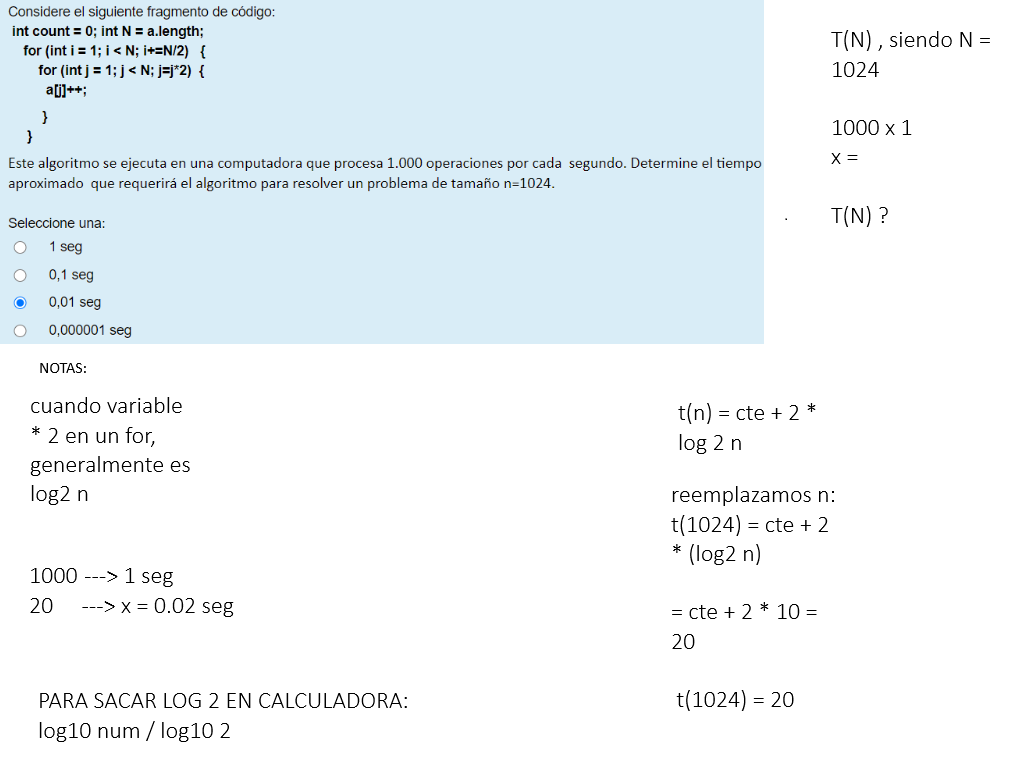 Considere el siguiente fragmento de código:
int count = 0; int N = a.length;
for (int i = 1; i < N; i+=N/2) {
for (int j = 1; j < N; j=j*2) {
a[j]++;
}
}
Este algoritmo se ejecuta en una computadora que procesa 1.000 operaciones por cada segundo. Determine el tiempo
aproximado que requerirá el algoritmo para resolver un problema de tamaño n=1024.
Seleccione una:
1 seg
0,1 seg
0,01 seg
0,000001 seg
T(N) , siendo N =
1024
1000 x 1
x =
T(N) ?
.
NOTAS:
cuando variable
* 2 en un for,
generalmente es
log2 n
1000 ---> 1 seg
20 ---> x = 0.02 seg
PARA SACAR LOG 2 EN CALCULADORA:
log10 num / log10 2
t(n) = cte + 2 *
log 2 n
reemplazamos n:
t(1024) = cte + 2
* (log2 n)
= cte + 2 * 10 =
20
t(1024) = 20